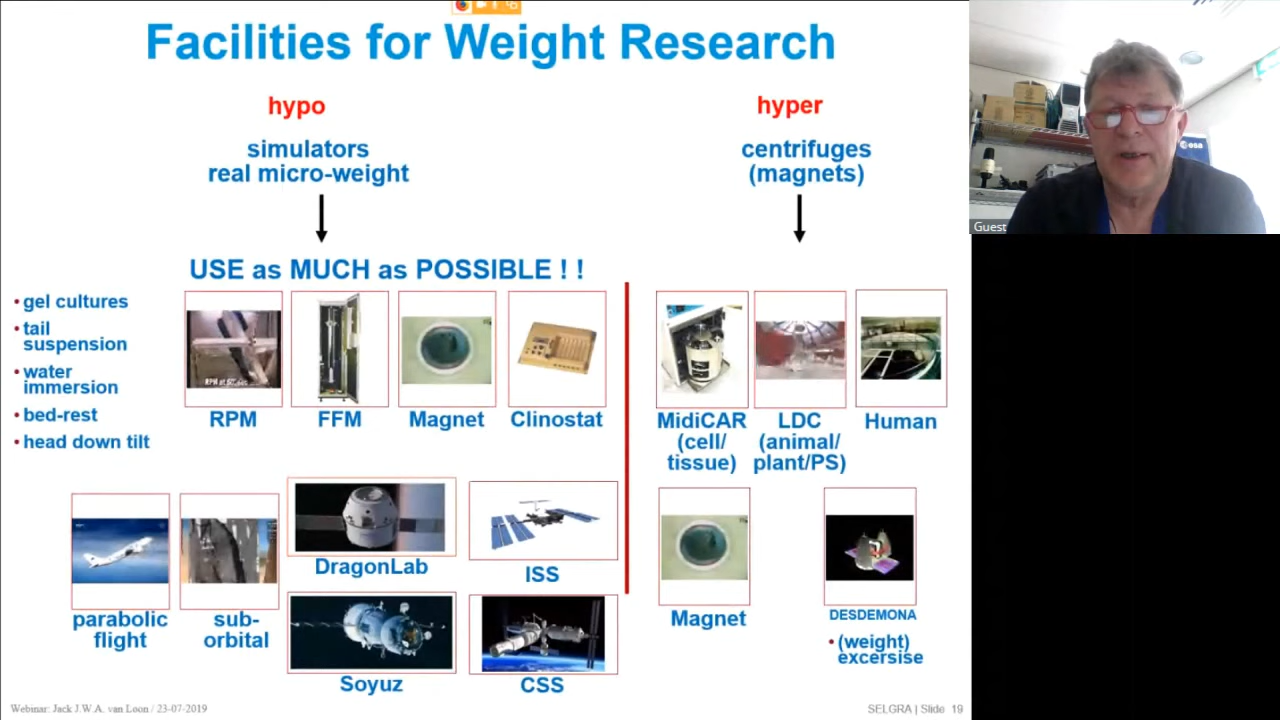 Facilities for Weight Research
hypo
hyper
simulators
real micro-weight
centrifuges
(magnets)
USE as MUCH as POSSIBLE ! !
• gel cultures
• tail
suspension
• water
immersion
• bed-rest
• head down tilt
RPM
FFM
Magnet
Clinostat
MidiCAR
(cell/
tissue)
LDC
(animal/
plant/PS)
Human
parabolic
flight
sub-
orbital
DragonLab
ISS
Soyuz
CSS
Magnet
DESDEMONA
• (weight)
excersise
Webinar: Jack J.W.A. van Loon / 23-07-2019
SELGRA | Slide 19
esa
Guest